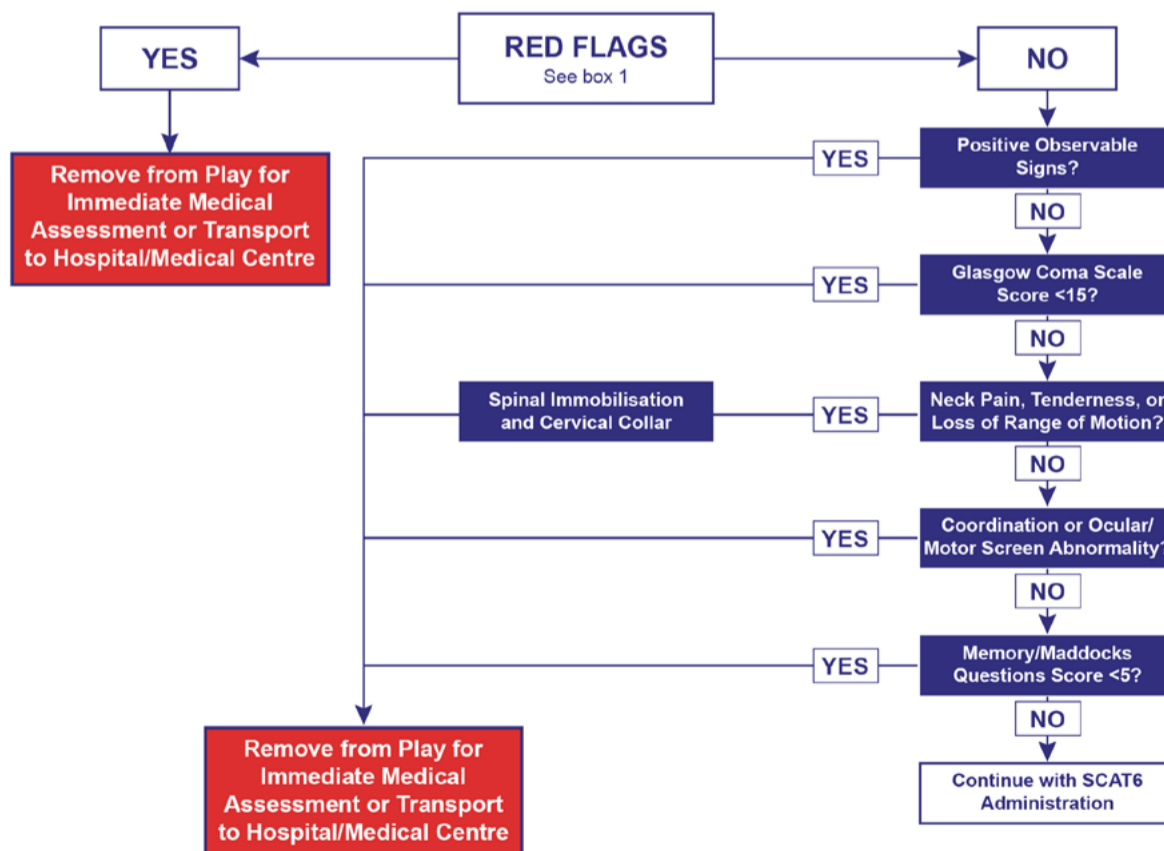 YES
RED FLAGS
See box 1
NO
Remove from Play for
Immediate Medical
Assessment or Transport
to Hospital/Medical Centre
YES
Positive Observable
Signs?
NO
YES
Glasgow Coma Scale
Score <15?
NO
Spinal Immobilisation
and Cervical Collar
YES
Neck Pain, Tenderness, or
Loss of Range of Motion?
NO
YES
Coordination or Ocular/
Motor Screen Abnormality?
NO
YES
Memory/Maddocks
Questions Score <5?
NO
Remove from Play for
Immediate Medical
Assessment or Transport
to Hospital/Medical Centre
Continue with SCAT6
Administration